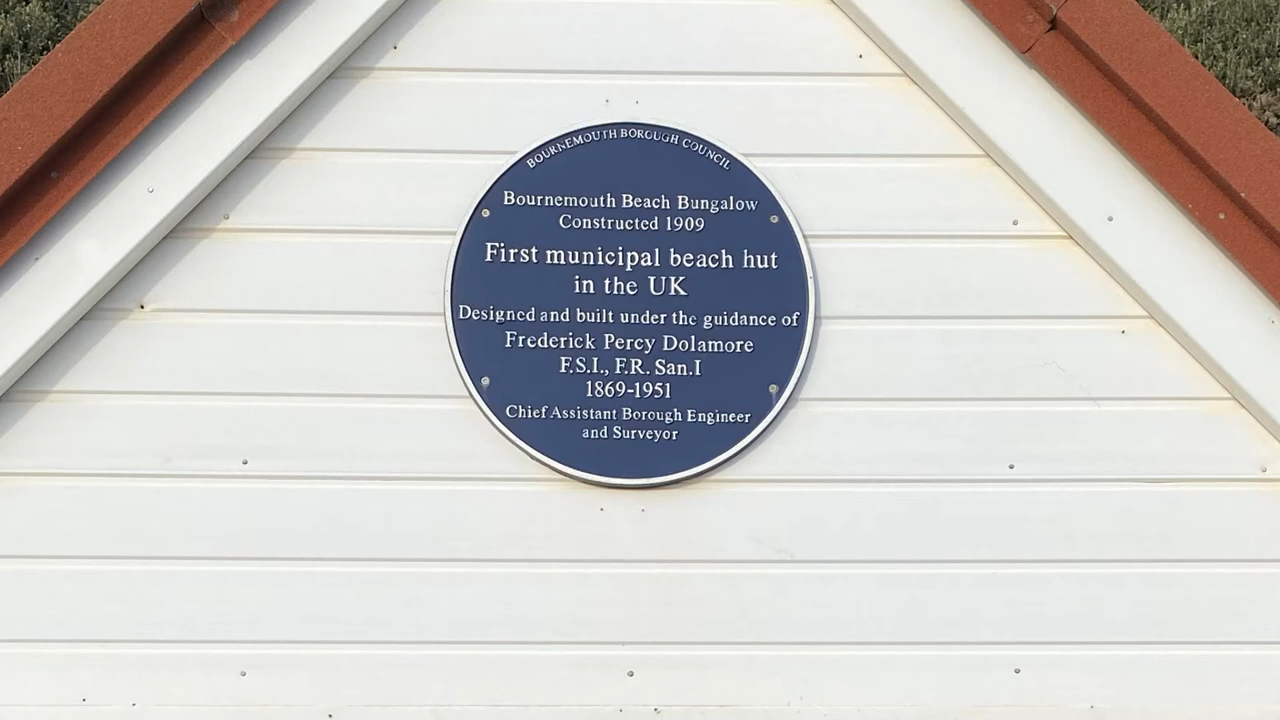 BOURNEMOUTH BOROUGH COUNCIL
Bournemouth Beach Bungalow
Constructed 1909
First municipal beach hut
in the UK
Designed and built under the guidance of
Frederick Percy Dolamore
F.S.I., F.R. San.I
1869-1951
Chief Assistant Borough Engineer
and Surveyor